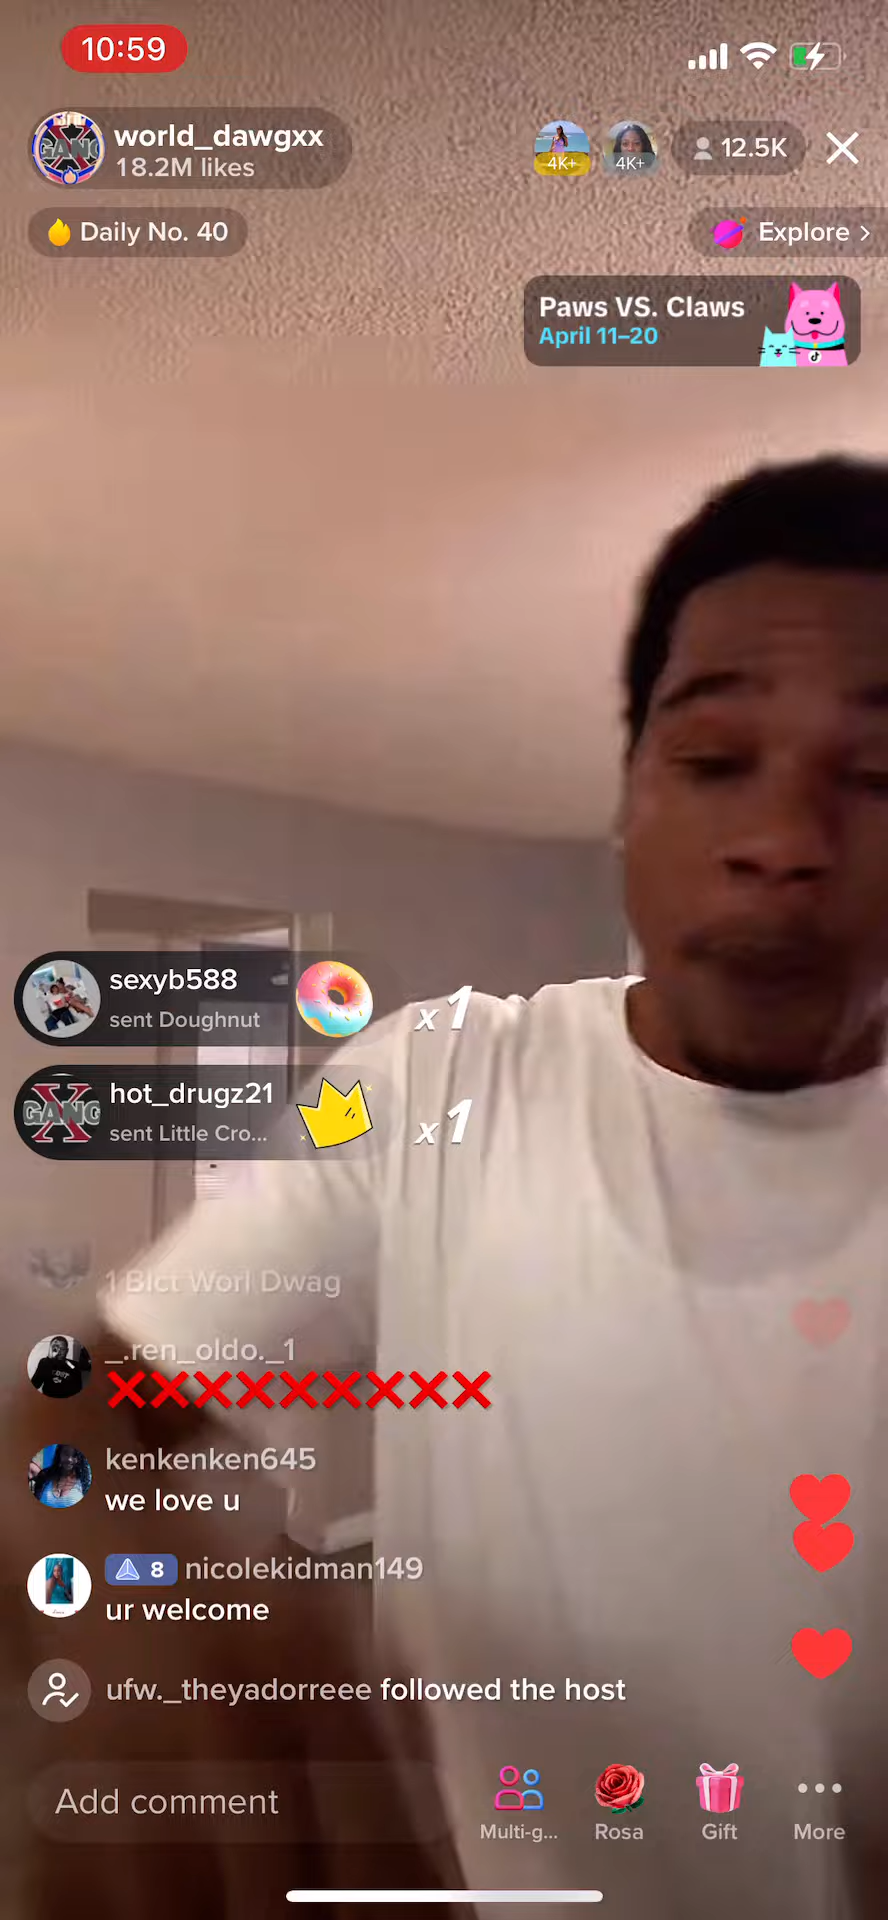 10:59
world_dawgxx
18.2M likes
4K+
4K+
12.5K
Daily No. 40
Explore >
Paws VS. Claws
April 11–20
sexyb588
sent Doughnut
x1
GANG
X
hot_drugz21
sent Little Cro...
x1
1 Blct Worl Dwag
_.ren_oldo._1
❌❌❌❌❌❌❌❌❌
kenkenken645
we love u
8 nicolekidman149
ur welcome
ufw._theyadorreee followed the host
Add comment
Multi-g...
Rosa
Gift
More